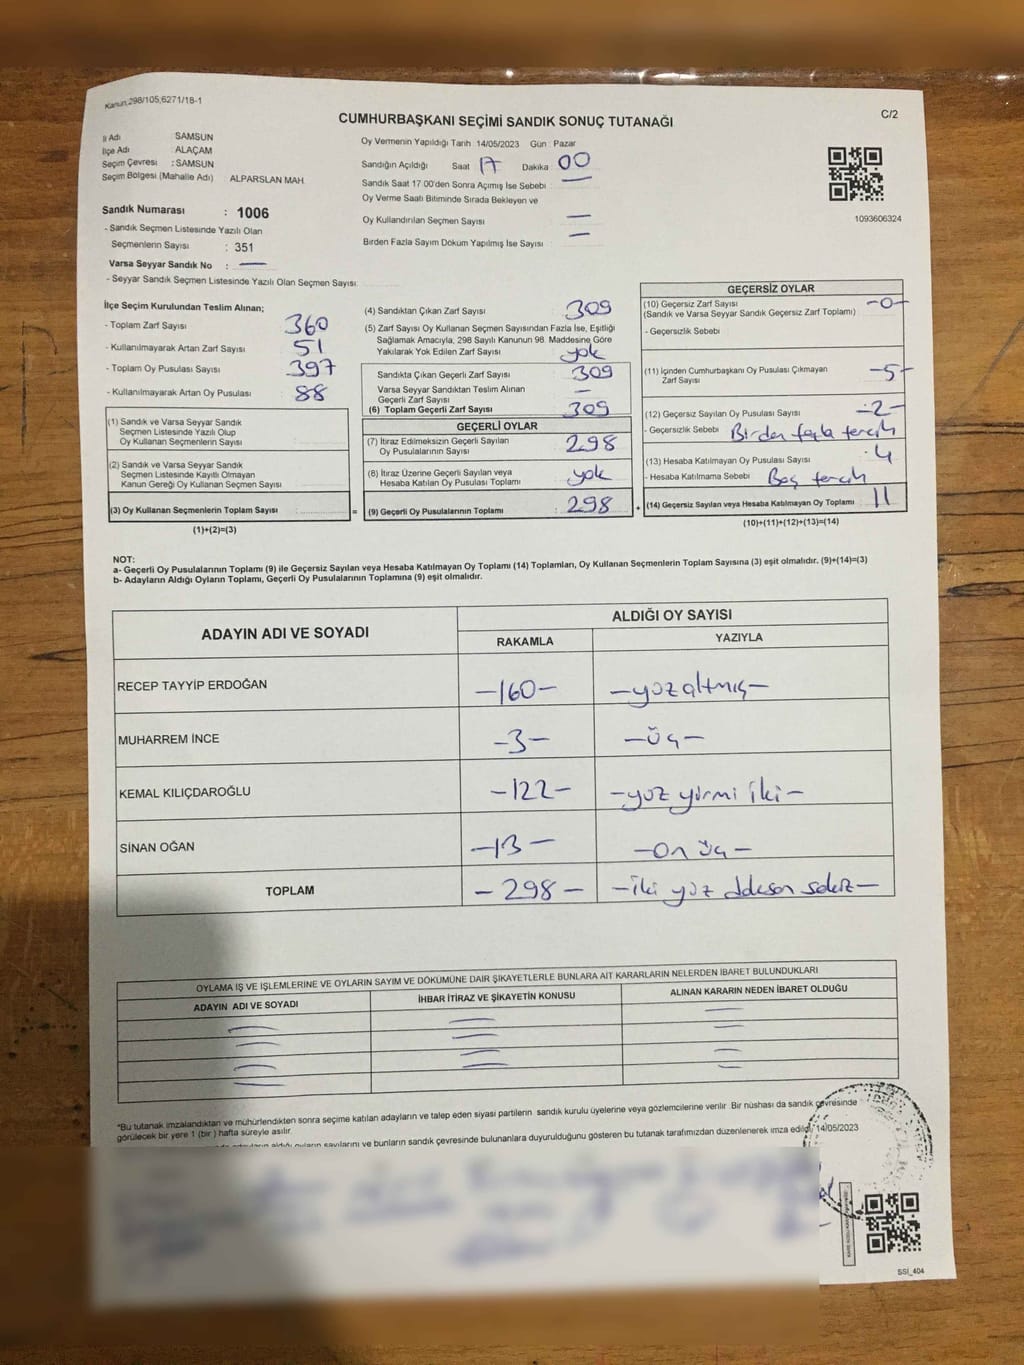 Kanun,298/105,6271/18-1
C/2
CUMHURBAŞKANI SEÇİMİ SANDIK SONUÇ TUTANAĞI
İl Adı SAMSUN
İlçe Adı ALAÇAM
Seçim Çevresi : SAMSUN
Seçim Bölgesi (Mahalle Adı) ALPARSLAN MAH.
Sandık Numarası : 1006
- Sandık Seçmen Listesinde Yazılı Olan
Seçmenlerin Sayısı : 351
Varsa Seyyar Sandık No : —
- Seyyar Sandık Seçmen Listesinde Yazılı Olan Seçmen Sayısı:
Oy Vermenin Yapıldığı Tarih 14/05/2023 Gün : Pazar
Sandığın Açıldığı Saat 17 Dakika 00
Sandık Saat 17:00'den Sonra Açımış İse Sebebi : —
Oy Verme Saati Bitiminde Sırada Bekleyen ve
Oy Kullandırılan Seçmen Sayısı —
Birden Fazla Sayım Döküm Yapılmış İse Sayısı : —
1093606324
İlçe Seçim Kurulundan Teslim Alınan;
- Toplam Zarf Sayısı 360
- Kullanılmayarak Artan Zarf Sayısı 51
- Toplam Oy Pusulası Sayısı 397
- Kullanılmayarak Artan Oy Pusulası : 88
(1) Sandık ve Varsa Seyyar Sandık
Seçmen Listesinde Yazılı Olup
Oy Kullanan Seçmenlerin Sayısı :
(2) Sandık ve Varsa Seyyar Sandık
Seçmen Listesinde Kayıtlı Olmayan
Kanun Gereği Oy Kullanan Seçmen Sayısı :
(3) Oy Kullanan Seçmenlerin Toplam Sayısı : =
(1)+(2)=(3)
(4) Sandıktan Çıkan Zarf Sayısı : 309
(5) Zarf Sayısı Oy Kullanan Seçmen Sayısından Fazla İse, Eşitliği
Sağlamak Amacıyla, 298 Sayılı Kanunun 98. Maddesine Göre
Yakılarak Yok Edilen Zarf Sayısı : yok
Sandıkta Çıkan Geçerli Zarf Sayısı : 309
Varsa Seyyar Sandıktan Teslim Alınan
Geçerli Zarf Sayısı : —
(6) Toplam Geçerli Zarf Sayısı : 309
GEÇERLİ OYLAR
(7) İtiraz Edilmeksizin Geçerli Sayılan
Oy Pusulalarının Sayısı : 298
(8) İtiraz Üzerine Geçerli Sayılan veya
Hesaba Katılan Oy Pusulası Toplamı : yok
(9) Geçerli Oy Pusulalarının Toplamı : 298 +
GEÇERSİZ OYLAR
(10) Geçersiz Zarf Sayısı : -0-
(Sandık ve Varsa Seyyar Sandık Geçersiz Zarf Toplamı)
- Geçersizlik Sebebi
(11) İçinden Cumhurbaşkanı Oy Pusulası Çıkmayan
Zarf Sayısı : -5-
(12) Geçersiz Sayılan Oy Pusulası Sayısı : -2-
- Geçersizlik Sebebi Birden fazla tercih
(13) Hesaba Katılmayan Oy Pusulası Sayısı : 4
- Hesaba Katılmama Sebebi : Boş tercih
(14) Geçersiz Sayılan veya Hesaba Katılmayan Oy Toplamı : 11
(10)+(11)+(12)+(13)=(14)
NOT:
a- Geçerli Oy Pusulalarının Toplamı (9) ile Geçersiz Sayılan veya Hesaba Katılmayan Oy Toplamı (14) Toplamları, Oy Kullanan Seçmenlerin Toplam Sayısına (3) eşit olmalıdır. (9)+(14)=(3)
b- Adayların Aldığı Oyların Toplamı, Geçerli Oy Pusulalarının Toplamına (9) eşit olmalıdır.
ADAYIN ADI VE SOYADI
ALDIĞI OY SAYISI
RAKAMLA YAZIYLA
RECEP TAYYİP ERDOĞAN -160- -yüzaltmış-
MUHARREM İNCE -3- -üç-
KEMAL KILIÇDAROĞLU -122- -yüz yirmi iki-
SİNAN OĞAN -13- -on üç-
TOPLAM -298- -iki yüz doksan sekiz-
OYLAMA İŞ VE İŞLEMLERİNE VE OYLARIN SAYIM VE DÖKÜMÜNE DAİR ŞİKAYETLERLE BUNLARA AİT KARARLARIN NELERDEN İBARET BULUNDUKLARI
ADAYIN ADI VE SOYADI İHBAR İTİRAZ VE ŞİKAYETİN KONUSU ALINAN KARARIN NEDEN İBARET OLDUĞU
"Bu tutanak imzalandıktan ve mühürlendikten sonra seçime katılan adayların ve talep eden siyasi partilerin sandık kurulu üyelerine veya gözlemcilerine verilir. Bir nüshası da sandık çevresinde
görülecek bir yere 1 (bir) hafta süreyle asılır.
aldığı oyların sayılarını ve bunların sandık çevresinde bulunanlara duyurulduğunu gösteren bu tutanak tarafımızdan düzenlenerek imza edildi. 14/05/2023
SSİ_404